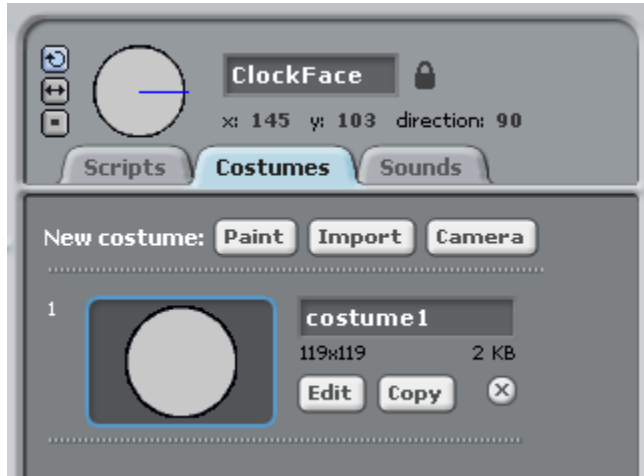 ClockFace
x: 145 y: 103 direction: 90
Scripts Costumes Sounds
New costume: Paint Import Camera
1
costume1
119x119 2 KB
Edit Copy